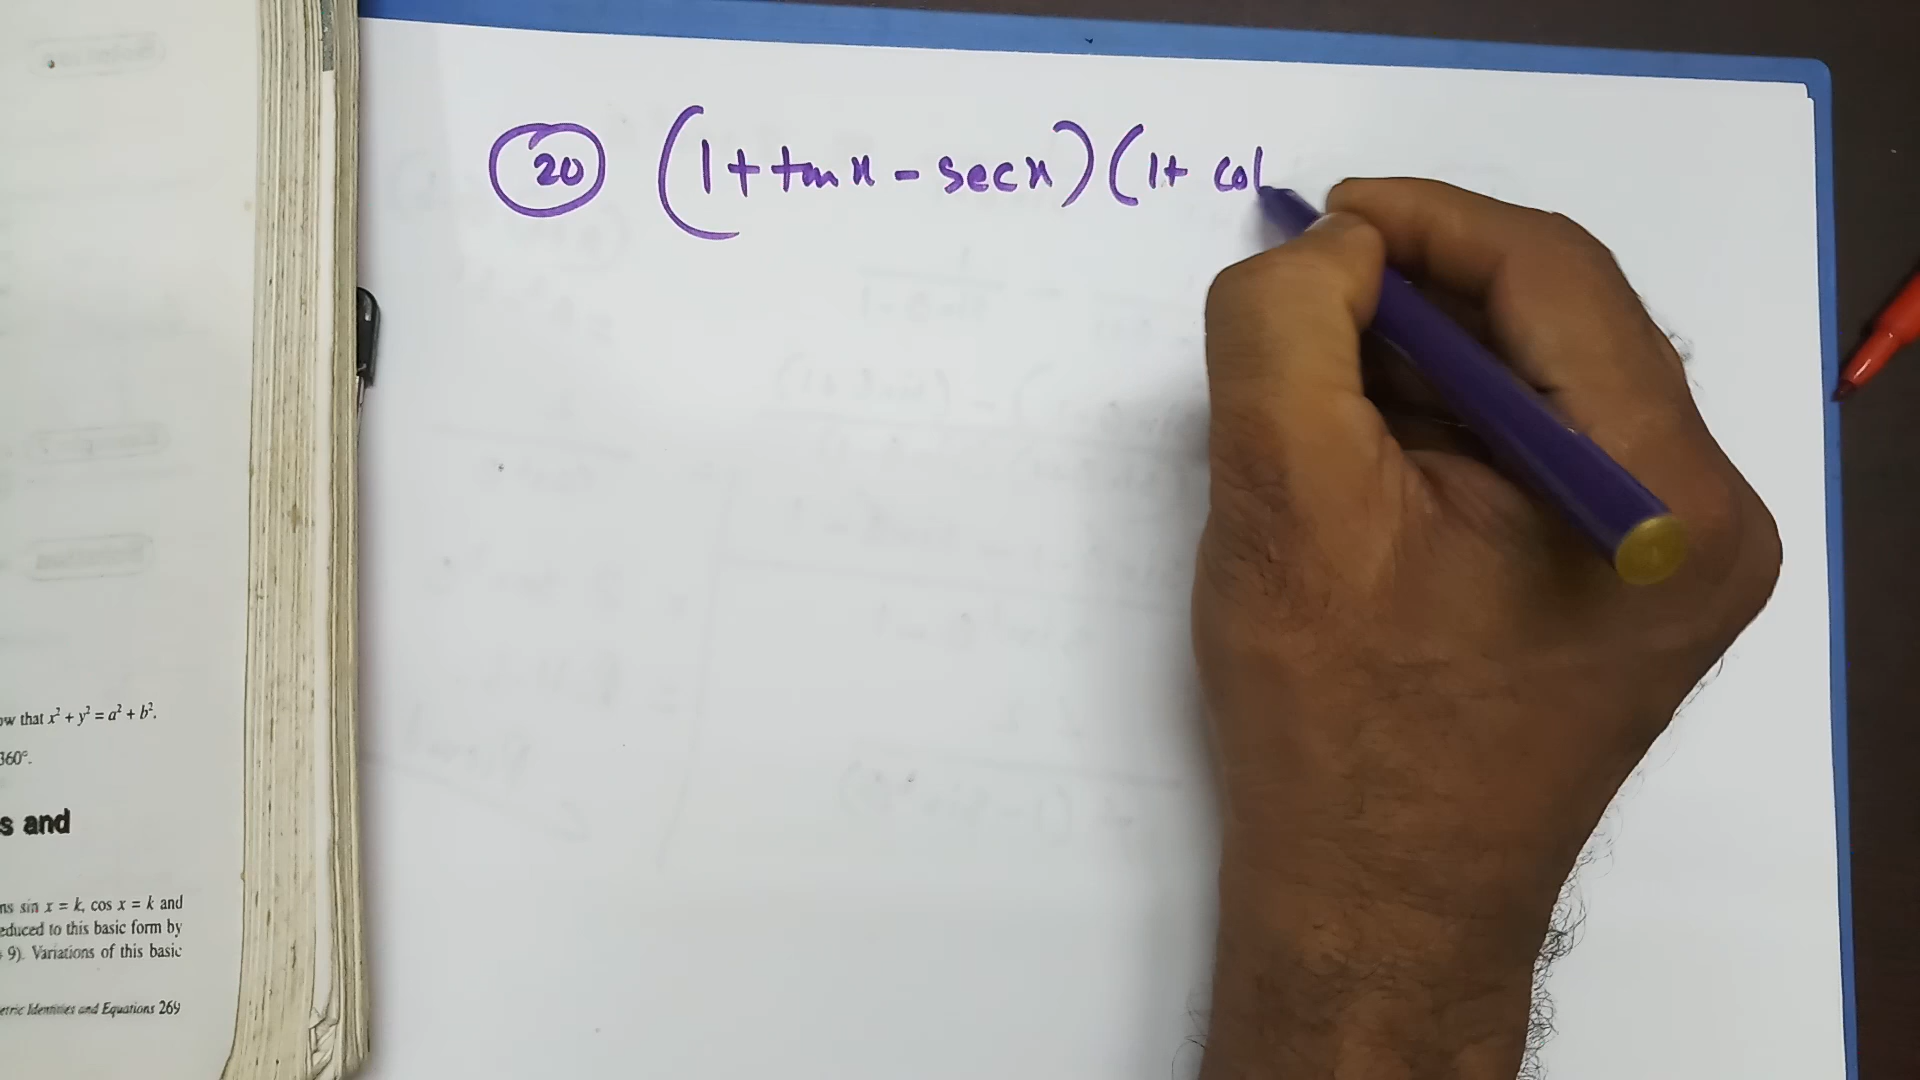 20 (1 + tan x - sec x) (1 + cot
ow that x² + y² = a² + b².
360°.
s and
ns sin x = k, cos x = k and
educed to this basic form by
9). Variations of this basic
etric Identities and Equations 269